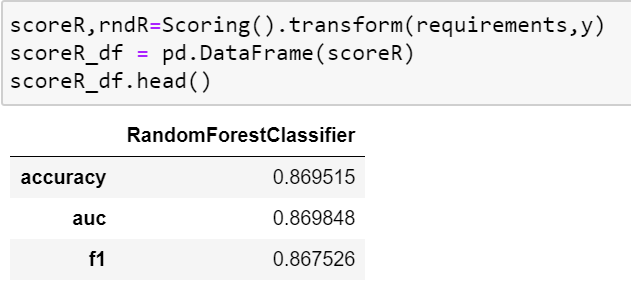 scoreR,rndR=Scoring().transform(requirements,y)
scoreR_df = pd.DataFrame(scoreR)
scoreR_df.head()
RandomForestClassifier
accuracy 0.869515
auc 0.869848
f1 0.867526